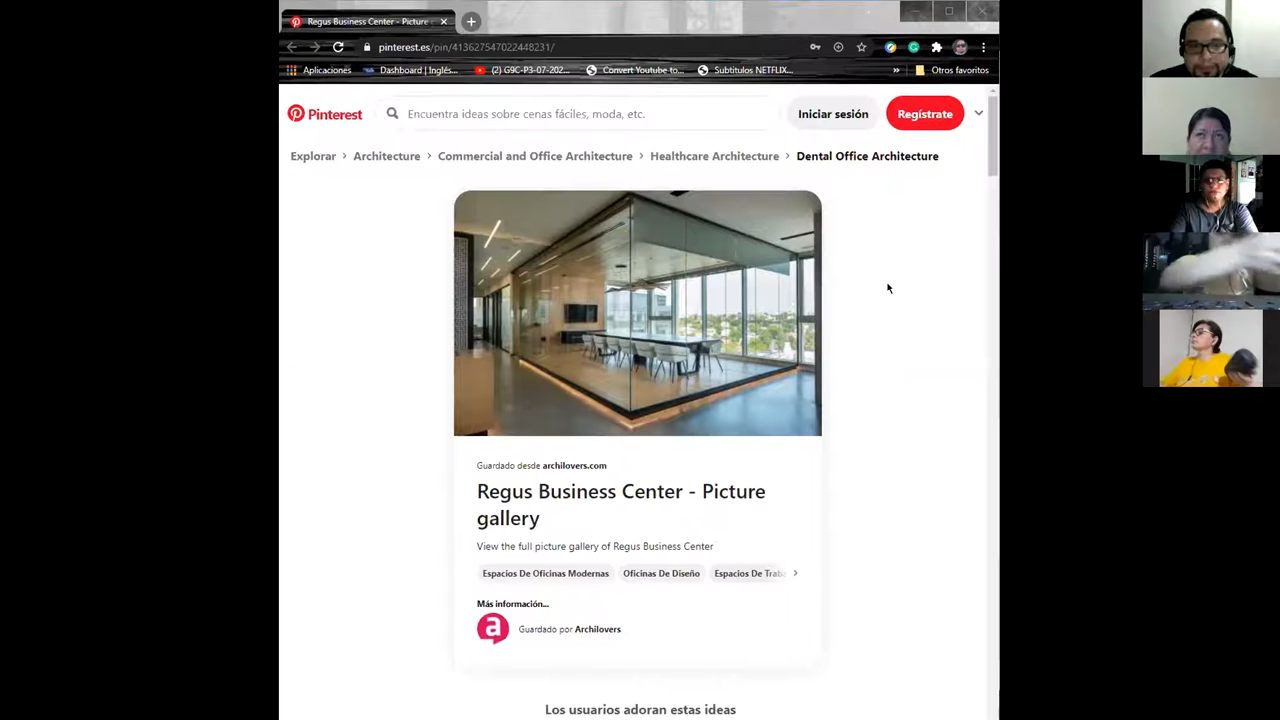 Regus Business Center - Picture
pinterest.es/pin/413627547022448231/
Aplicaciones
Dashboard | Inglés...
(2) G9C-P3-07-202...
Convert Youtube to...
Subtitulos NETFLIX...
»
Otros favoritos
Pinterest
Encuentra ideas sobre cenas fáciles, moda, etc.
Iniciar sesión
Regístrate
Explorar > Architecture > Commercial and Office Architecture > Healthcare Architecture > Dental Office Architecture
Guardado desde archilovers.com
Regus Business Center - Picture
gallery
View the full picture gallery of Regus Business Center
Espacios De Oficinas Modernas
Oficinas De Diseño
Espacios De Traba
Más información...
a
Guardado por Archilovers
Los usuarios adoran estas ideas